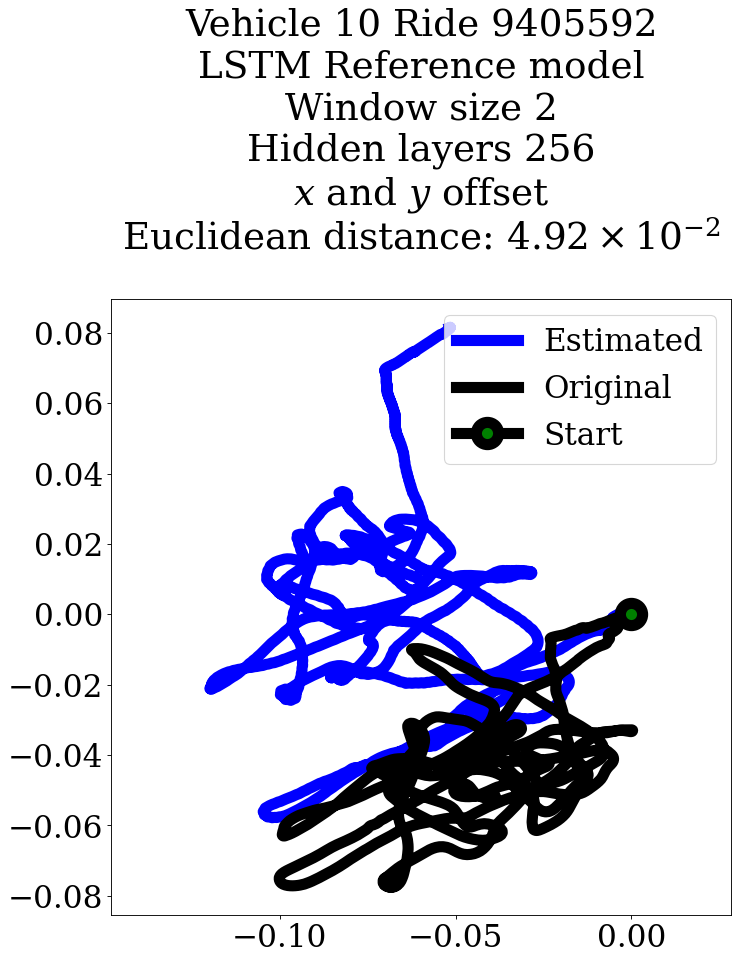 Vehicle 10 Ride 9405592
LSTM Reference model
Window size 2
Hidden layers 256
x and y offset
Euclidean distance: 4.92 × 10⁻²
Estimated
Original
Start
0.08
0.06
0.04
0.02
0.00
−0.02
−0.04
−0.06
−0.08
−0.10
−0.05
0.00